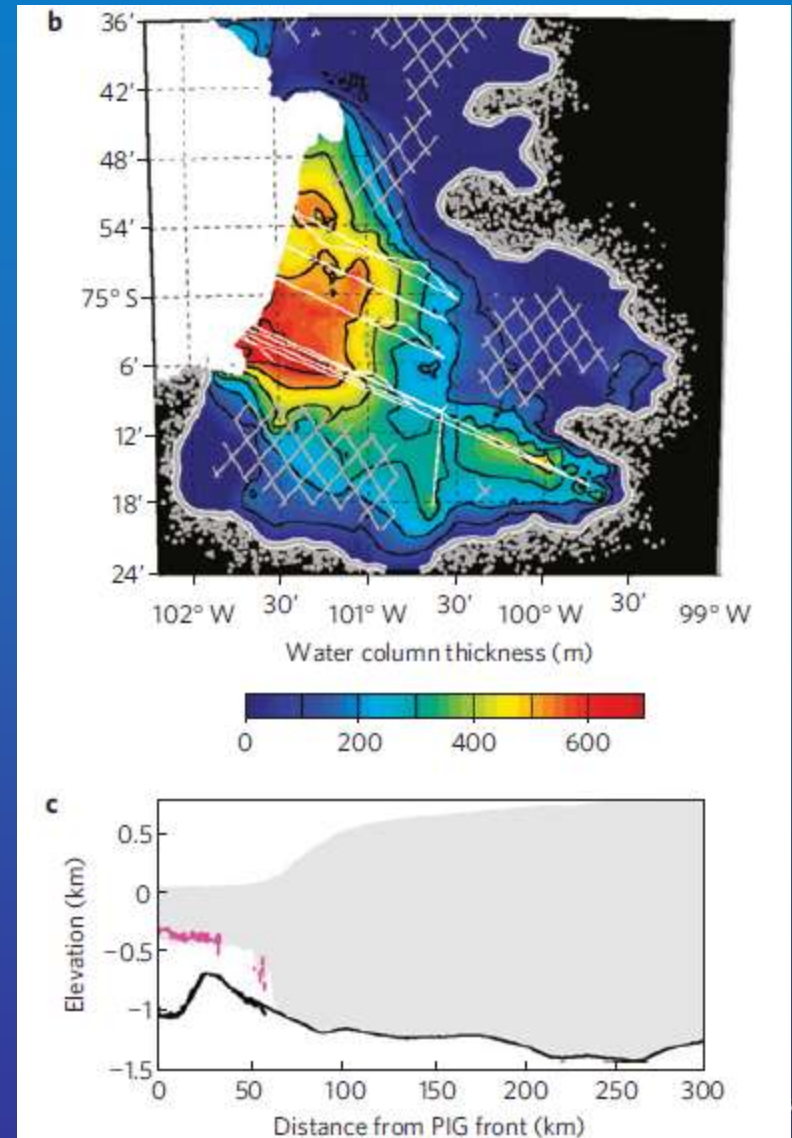 b
36′
42′
48′
54′
75° S
6′
12′
18′
24′
102° W 30′ 101° W 30′ 100° W 30′ 99° W
Water column thickness (m)
0 200 400 600
c
0.5
0
−0.5
−1
−1.5
Elevation (km)
0 50 100 150 200 250 300
Distance from PIG front (km)